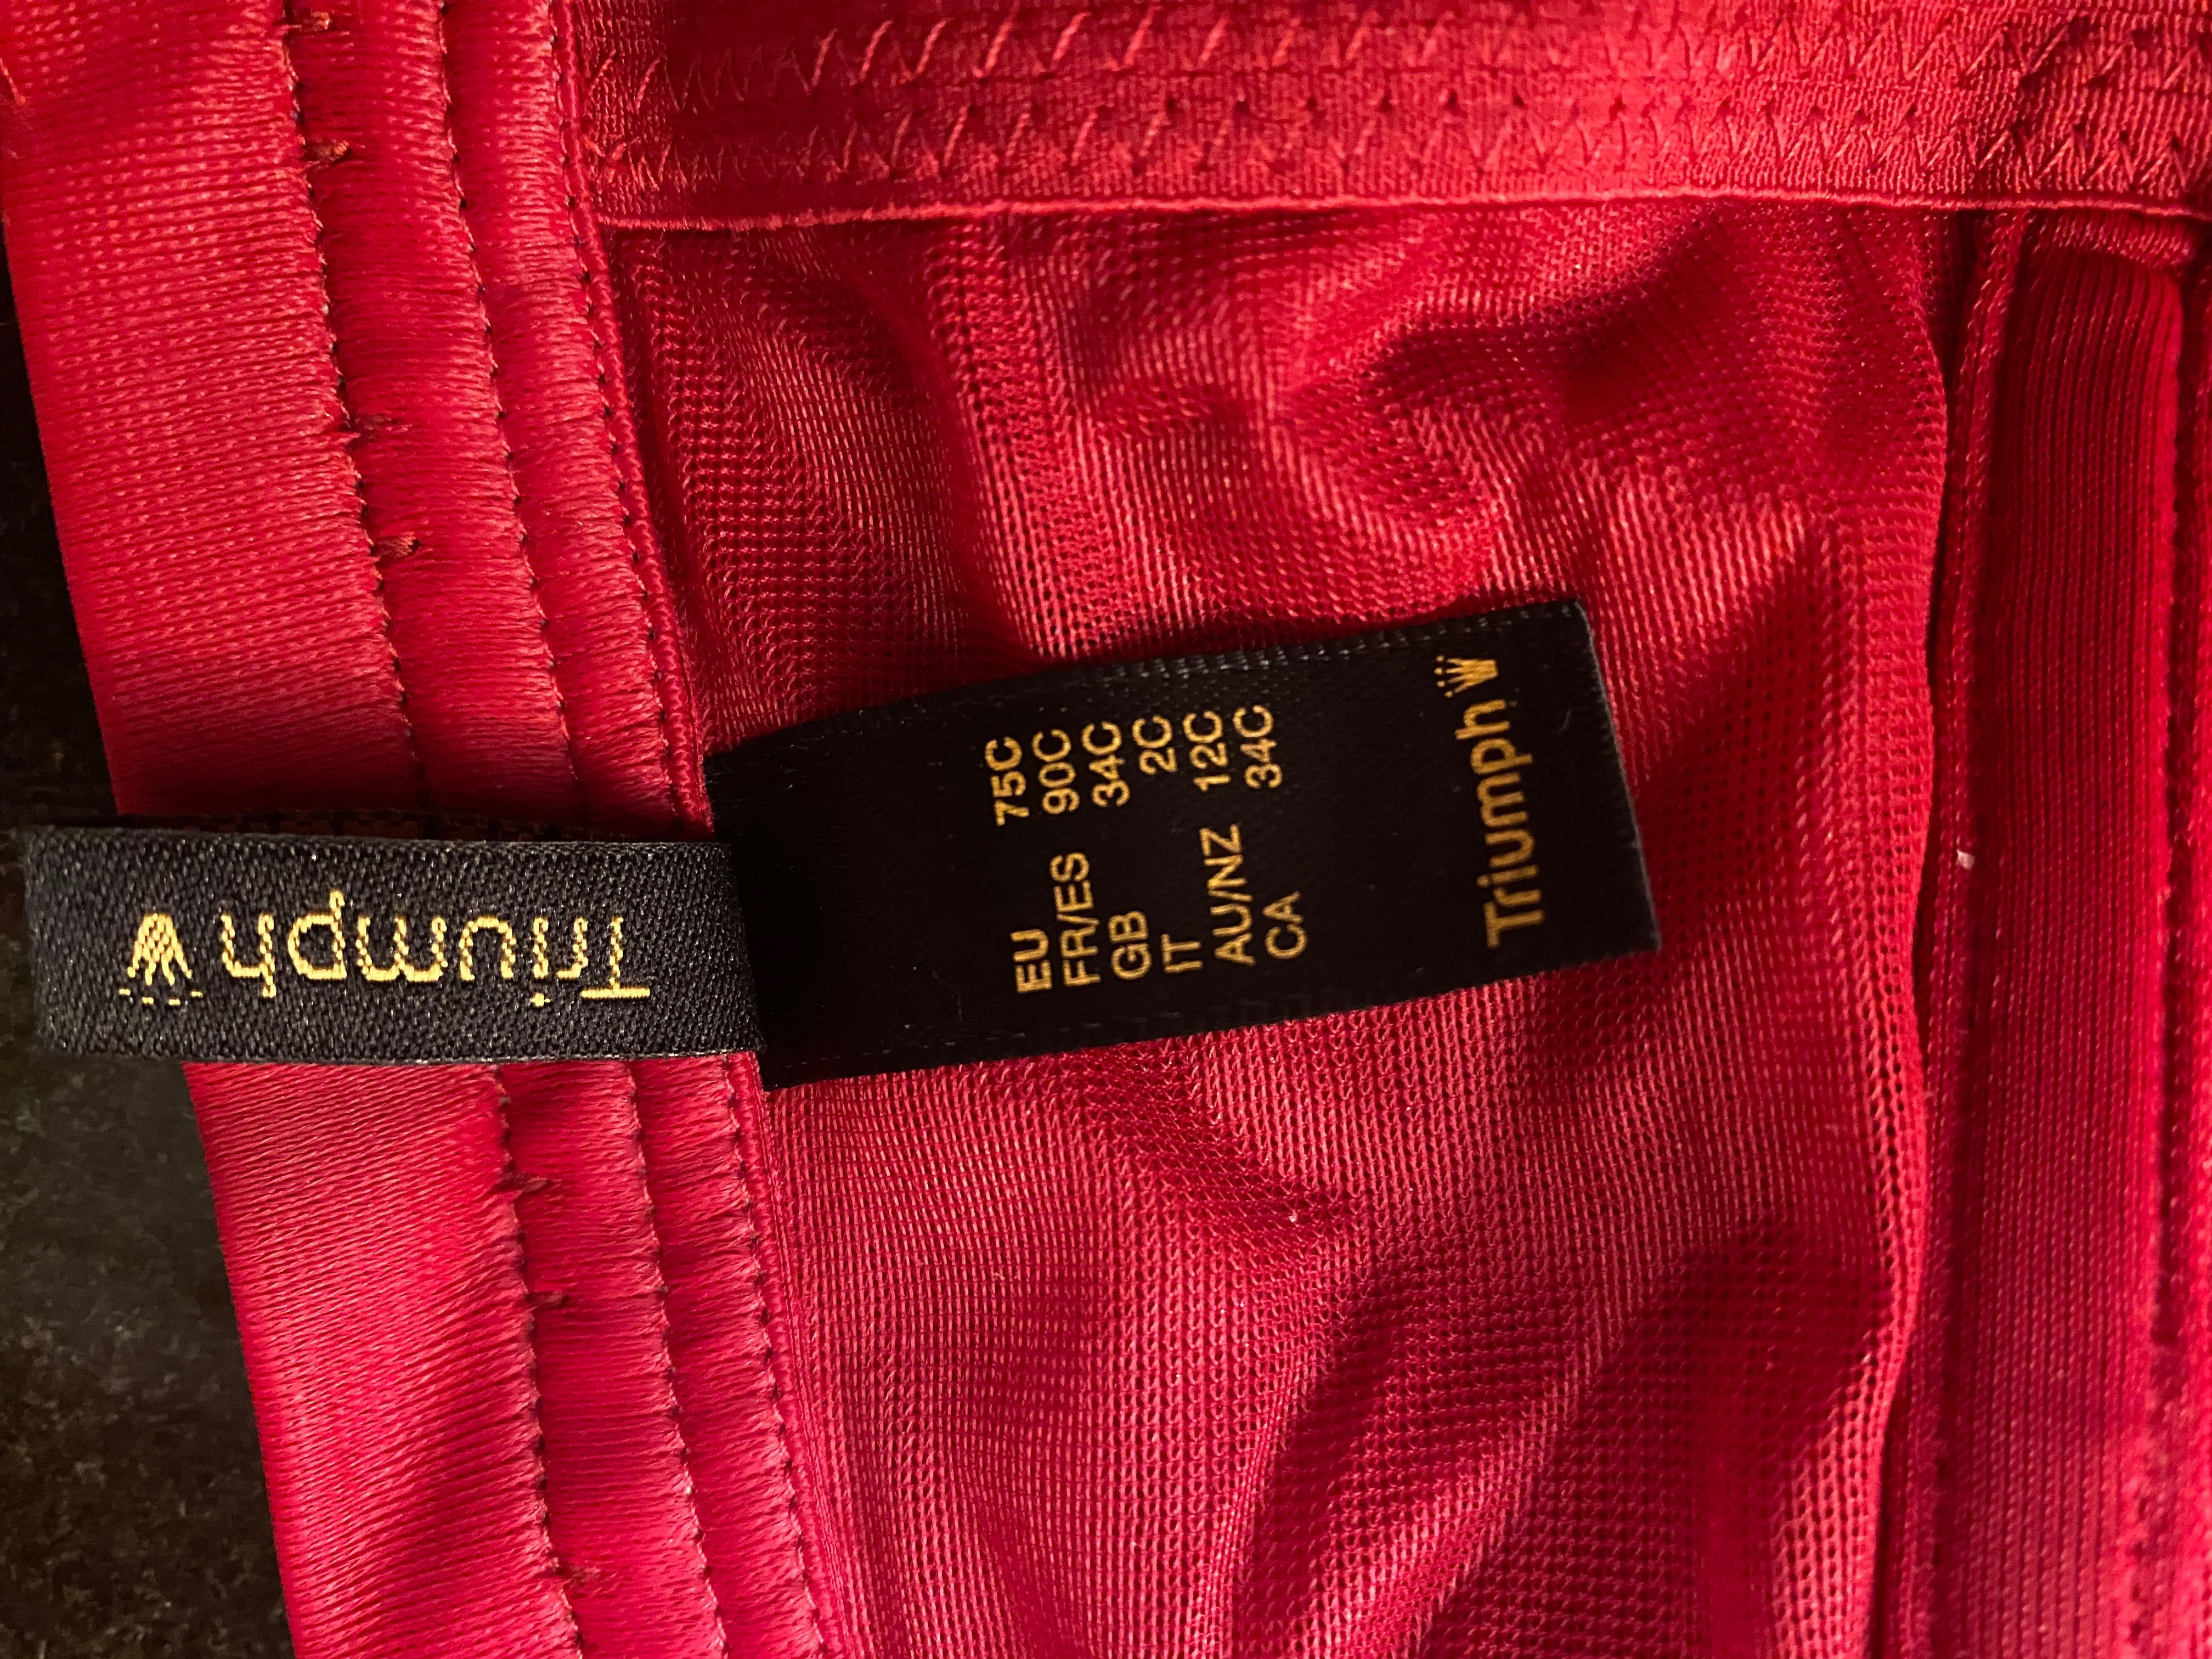 Triumph
EU 75C
FR/ES 90C
GB 34C
IT 2C
AU/NZ 12C
CA 34C
Triumph